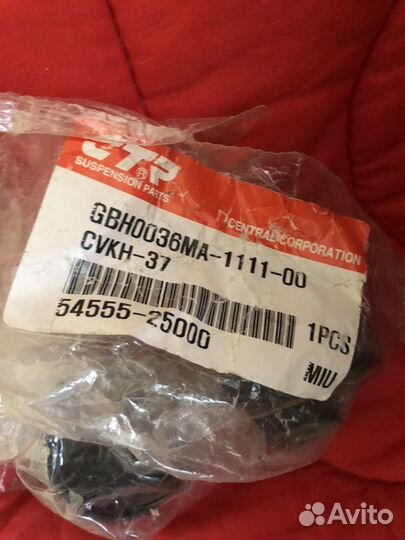 CTR®
SUSPENSION PARTS
CENTRAL CORPORATION
GBH0036MA-1111-00
CVKH-37
54555-25000
1PCS
MIU
Avito